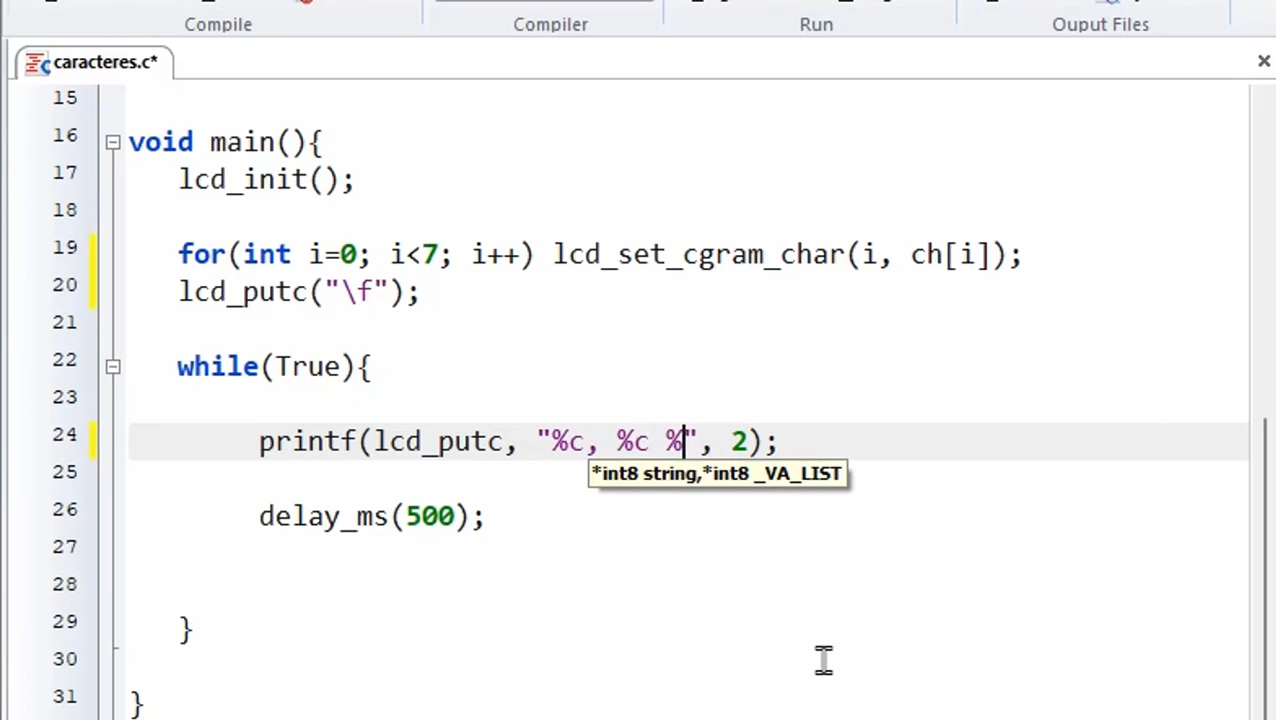 Compile Compiler Run Ouput Files
caracteres.c*
15
16 void main(){
17 lcd_init();
18
19 for(int i=0; i<7; i++) lcd_set_cgram_char(i, ch[i]);
20 lcd_putc("\f");
21
22 while(True){
23
24 printf(lcd_putc, "%c, %c %", 2);
*int8 string,*int8 _VA_LIST
25
26 delay_ms(500);
27
28
29 }
30
31 }